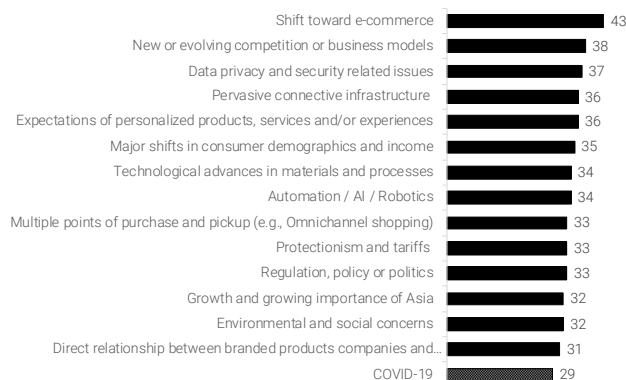 Shift toward e-commerce 43
New or evolving competition or business models 38
Data privacy and security related issues 37
Pervasive connective infrastructure 36
Expectations of personalized products, services and/or experiences 36
Major shifts in consumer demographics and income 35
Technological advances in materials and processes 34
Automation / AI / Robotics 34
Multiple points of purchase and pickup (e.g., Omnichannel shopping) 33
Protectionism and tariffs 33
Regulation, policy or politics 33
Growth and growing importance of Asia 32
Environmental and social concerns 32
Direct relationship between branded products companies and... 31
COVID-19 29